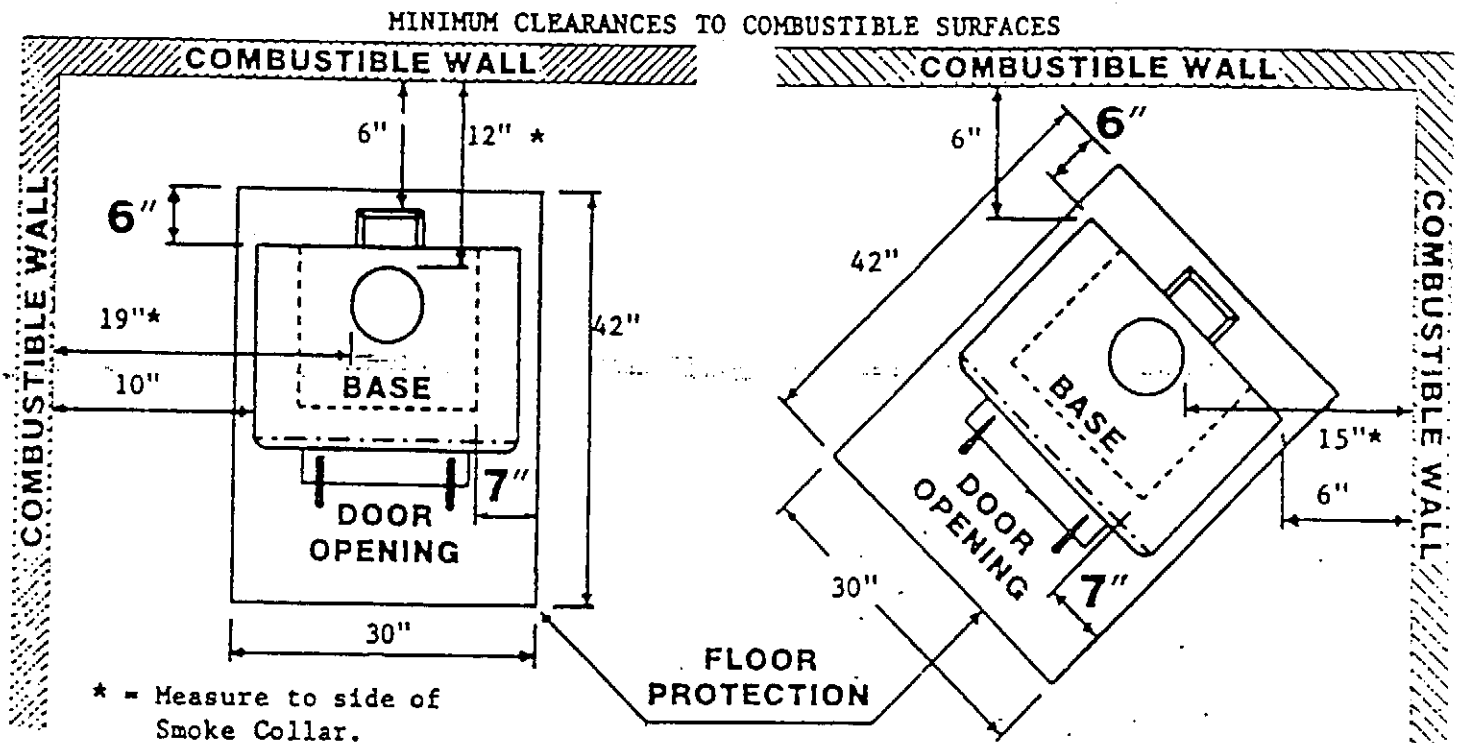 MINIMUM CLEARANCES TO COMBUSTIBLE SURFACES
COMBUSTIBLE WALL
COMBUSTIBLE WALL
6"
12" *
6"
19"*
10"
42"
BASE
7"
DOOR
OPENING
30"
COMBUSTIBLE WALL
* = Measure to side of
Smoke Collar.
FLOOR
PROTECTION
6"
6"
42"
BASE
15"*
6"
DOOR
OPENING
7"
30"
COMBUSTIBLE WALL